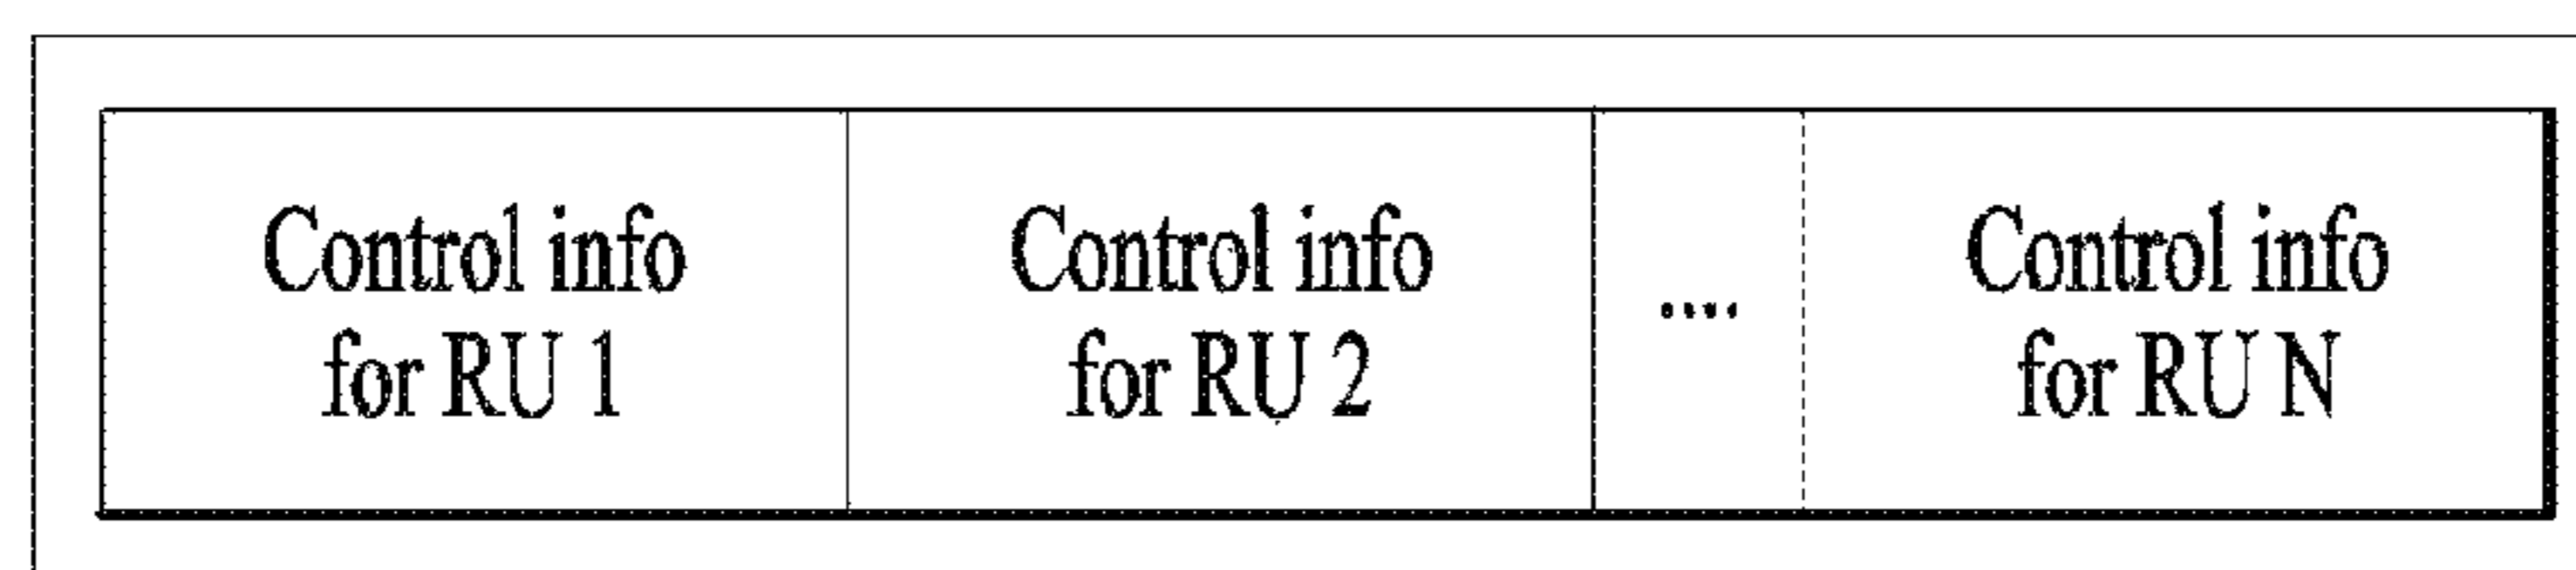 Control info
for RU 1
Control info
for RU 2
....
Control info
for RU N